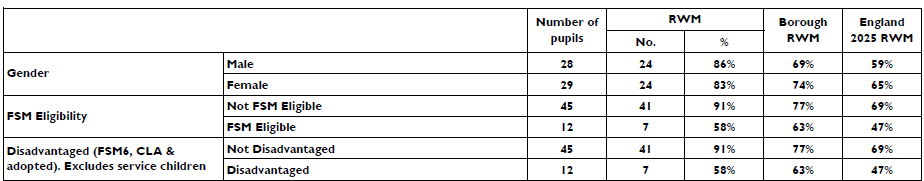 Number of pupils RWM Borough RWM England 2025 RWM
No. %
Gender Male 28 24 86% 69% 59%
Female 29 24 83% 74% 65%
FSM Eligibility Not FSM Eligible 45 41 91% 77% 69%
FSM Eligible 12 7 58% 63% 47%
Disadvantaged (FSM6, CLA & adopted). Excludes service children Not Disadvantaged 45 41 91% 77% 69%
Disadvantaged 12 7 58% 63% 47%